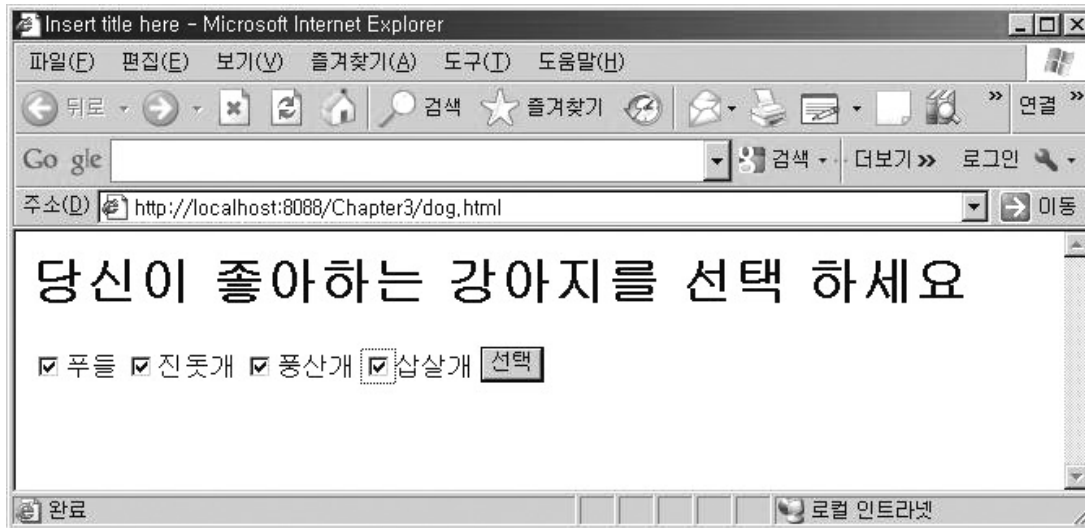 Insert title here - Microsoft Internet Explorer
파일(F) 편집(E) 보기(V) 즐겨찾기(A) 도구(T) 도움말(H)
뒤로 검색 즐겨찾기 » 연결 »
Go gle 검색 더보기 » 로그인
주소(D) http://localhost:8088/Chapter3/dog.html 이동
당신이 좋아하는 강아지를 선택 하세요
푸들 진돗개 풍산개 삽살개 선택
완료 로컬 인트라넷